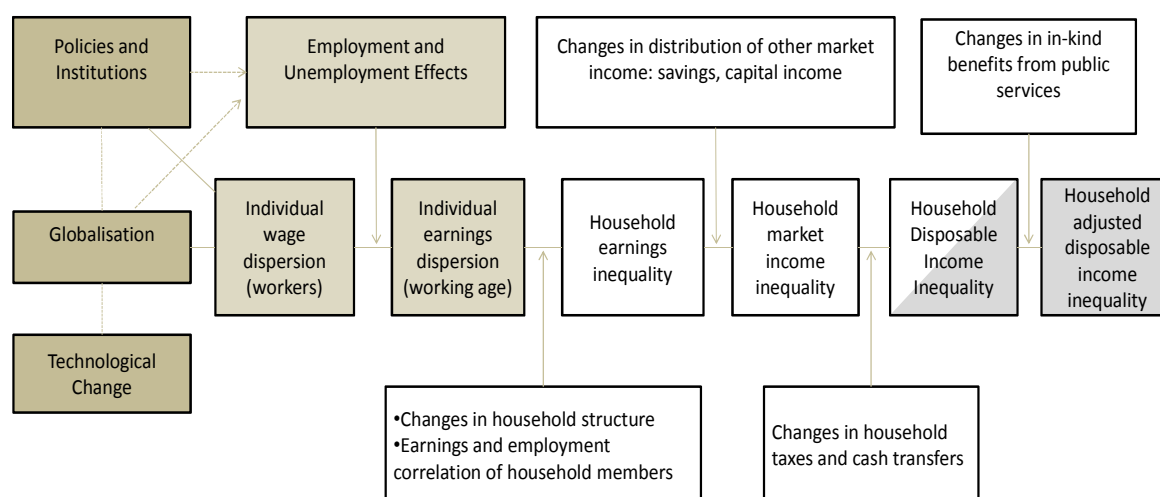 Policies and
Institutions
Employment and
Unemployment Effects
Changes in distribution of other market
income: savings, capital income
Changes in in-kind
benefits from public
services
Globalisation
Individual
wage
dispersion
(workers)
Individual
earnings
dispersion
(working age)
Household
earnings
inequality
Household
market
income
inequality
Household
Disposable
Income
Inequality
Household
adjusted
disposable
income
inequality
Technological
Change
•Changes in household structure
•Earnings and employment
correlation of household members
Changes in household
taxes and cash transfers